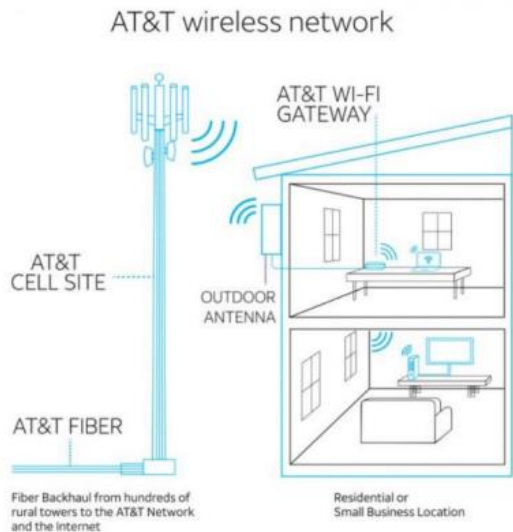 AT&T wireless network
AT&T WI-FI
GATEWAY
AT&T
CELL SITE
OUTDOOR
ANTENNA
AT&T FIBER
Fiber Backhaul from hundreds of
rural towers to the AT&T Network
and the Internet
Residential or
Small Business Location